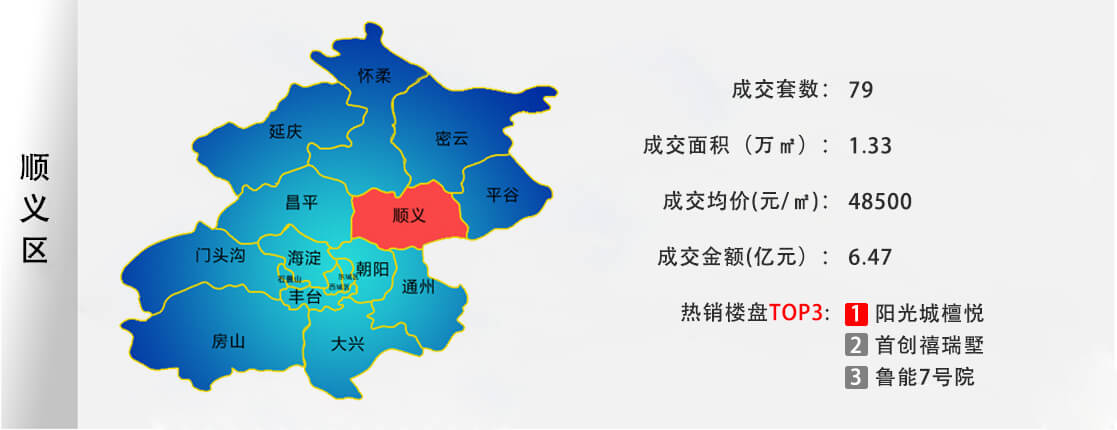 顺义区
怀柔
延庆
密云
平谷
昌平
顺义
门头沟
海淀
朝阳
石景山
东城区
西城区
丰台
通州
房山
大兴
成交套数： 79
成交面积（万㎡）： 1.33
成交均价(元/㎡)： 48500
成交金额(亿元）： 6.47
热销楼盘TOP3: 1 阳光城檀悦
2 首创禧瑞墅
3 鲁能7号院